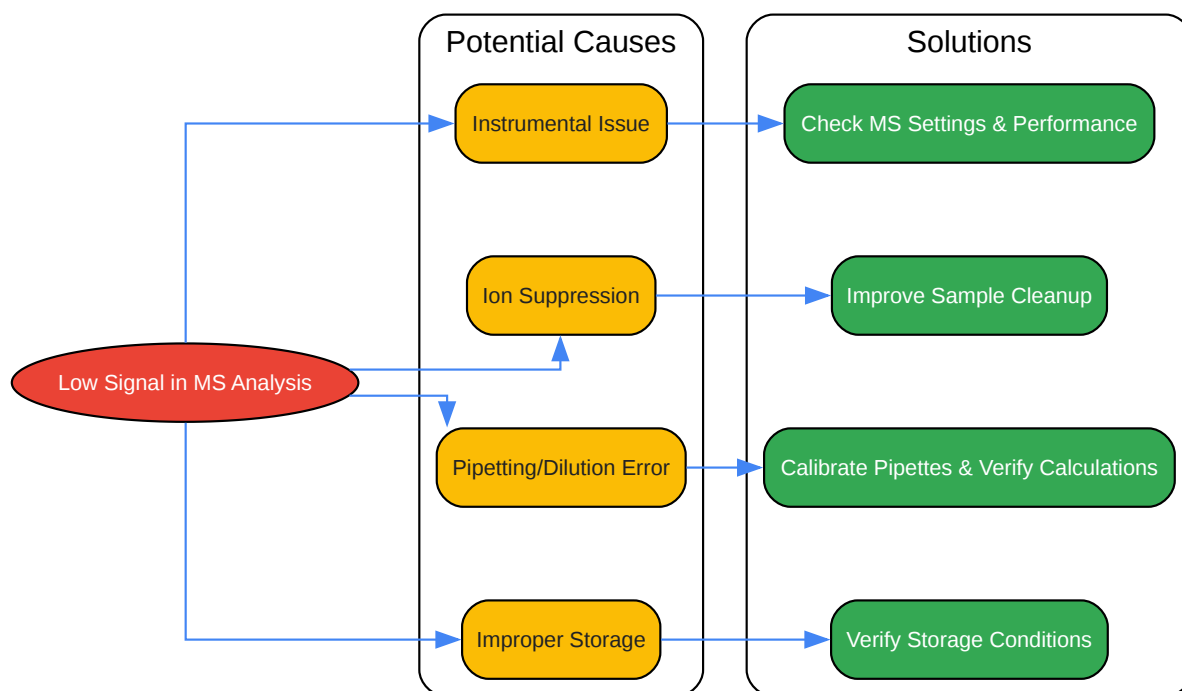 Potential Causes
Solutions
Instrumental Issue
Check MS Settings & Performance
Ion Suppression
Improve Sample Cleanup
Low Signal in MS Analysis
Pipetting/Dilution Error
Calibrate Pipettes & Verify Calculations
Improper Storage
Verify Storage Conditions